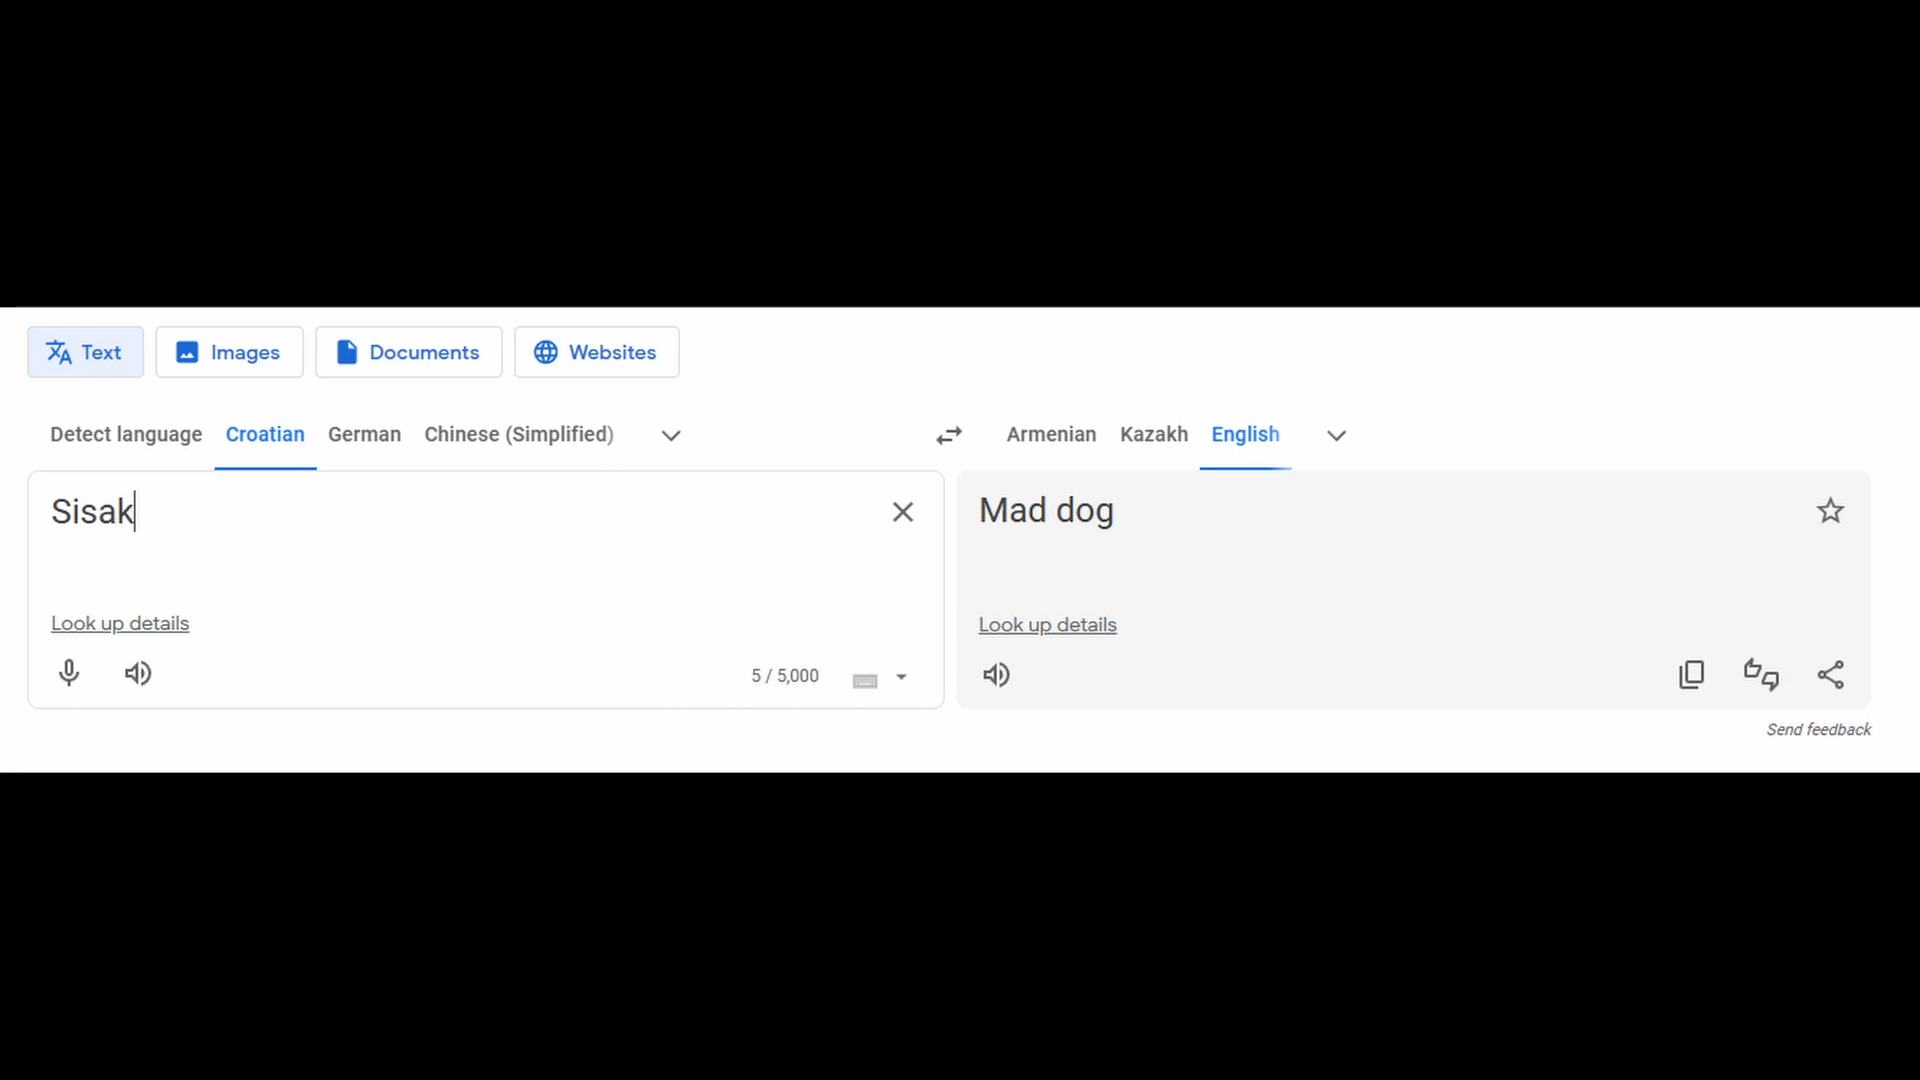 Text Images Documents Websites
Detect language Croatian German Chinese (Simplified) Armenian Kazakh English
Sisak Mad dog
Look up details Look up details
5 / 5,000
Send feedback